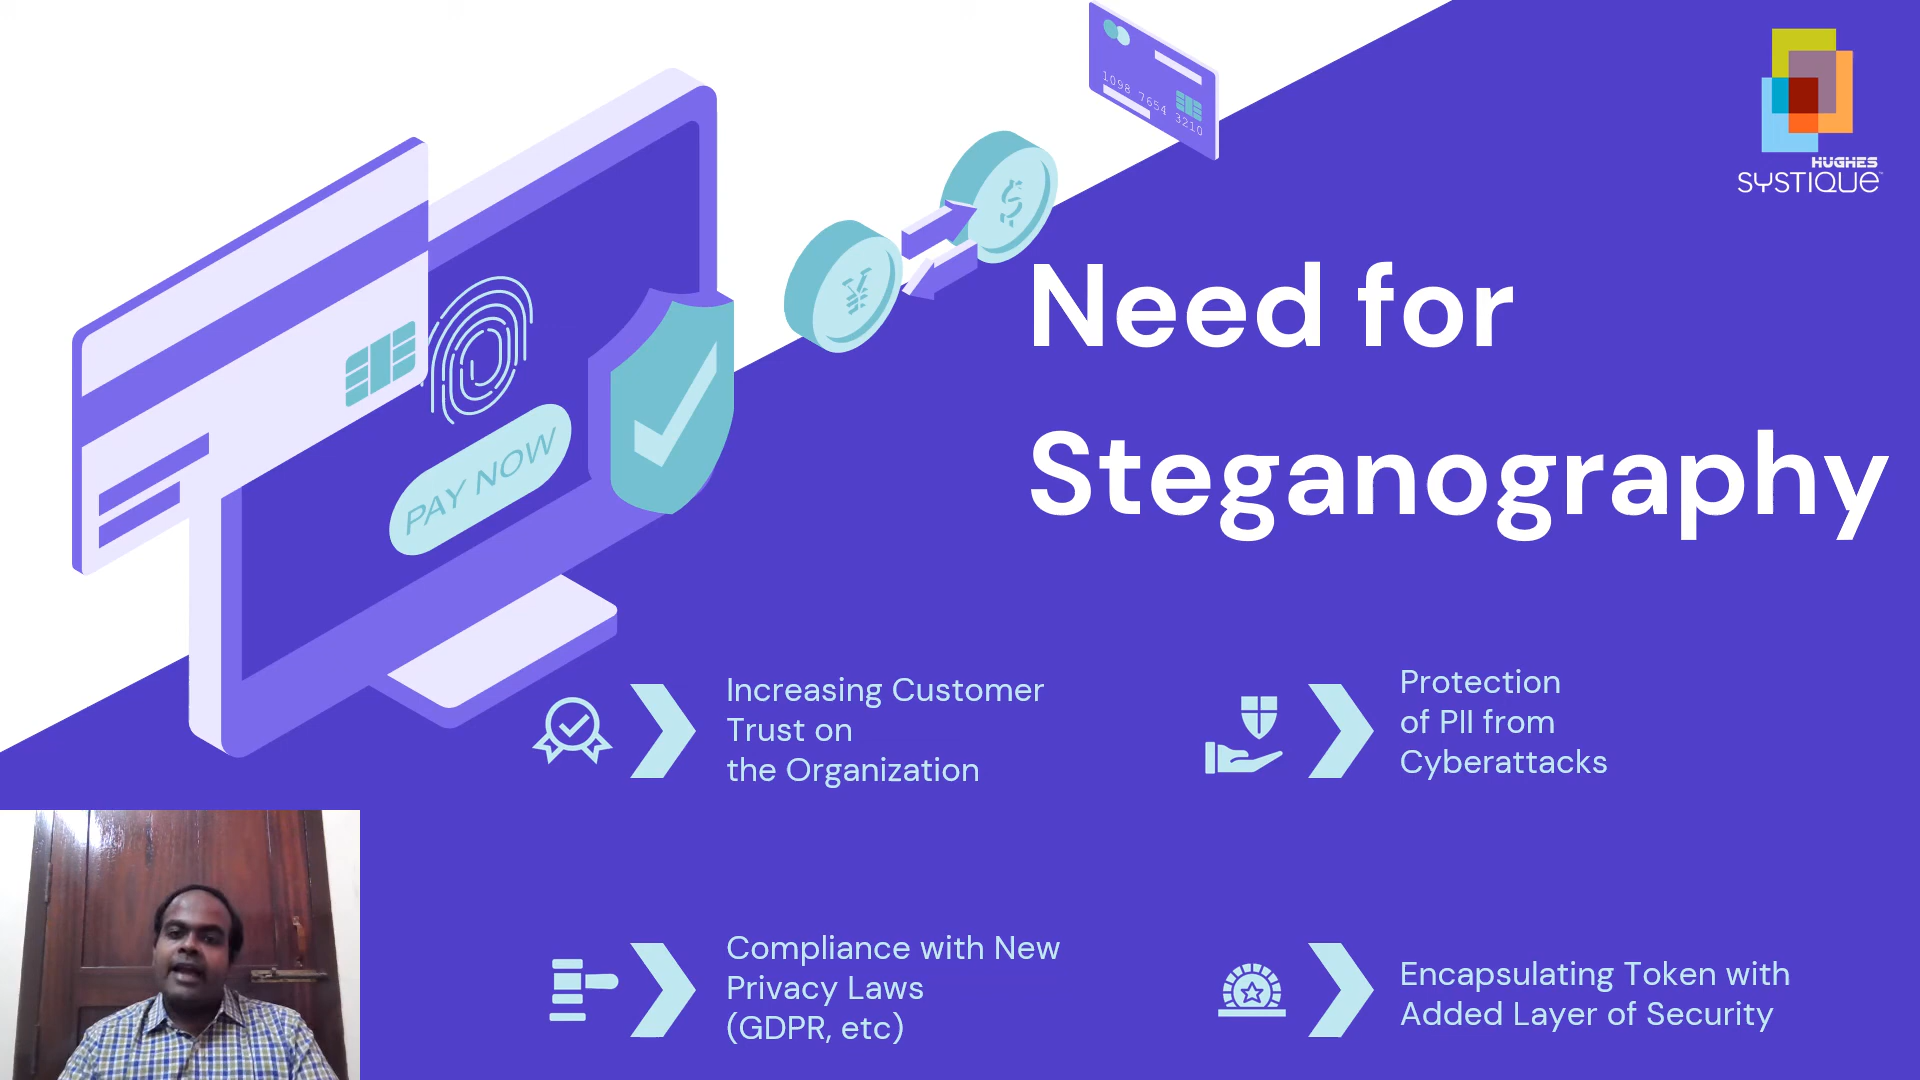 1098 7654 3210
HUGHES
SYSTIQUE™
$
¥
Need for
Steganography
PAY NOW
Increasing Customer
Trust on
the Organization
Protection
of PII from
Cyberattacks
Compliance with New
Privacy Laws
(GDPR, etc)
Encapsulating Token with
Added Layer of Security